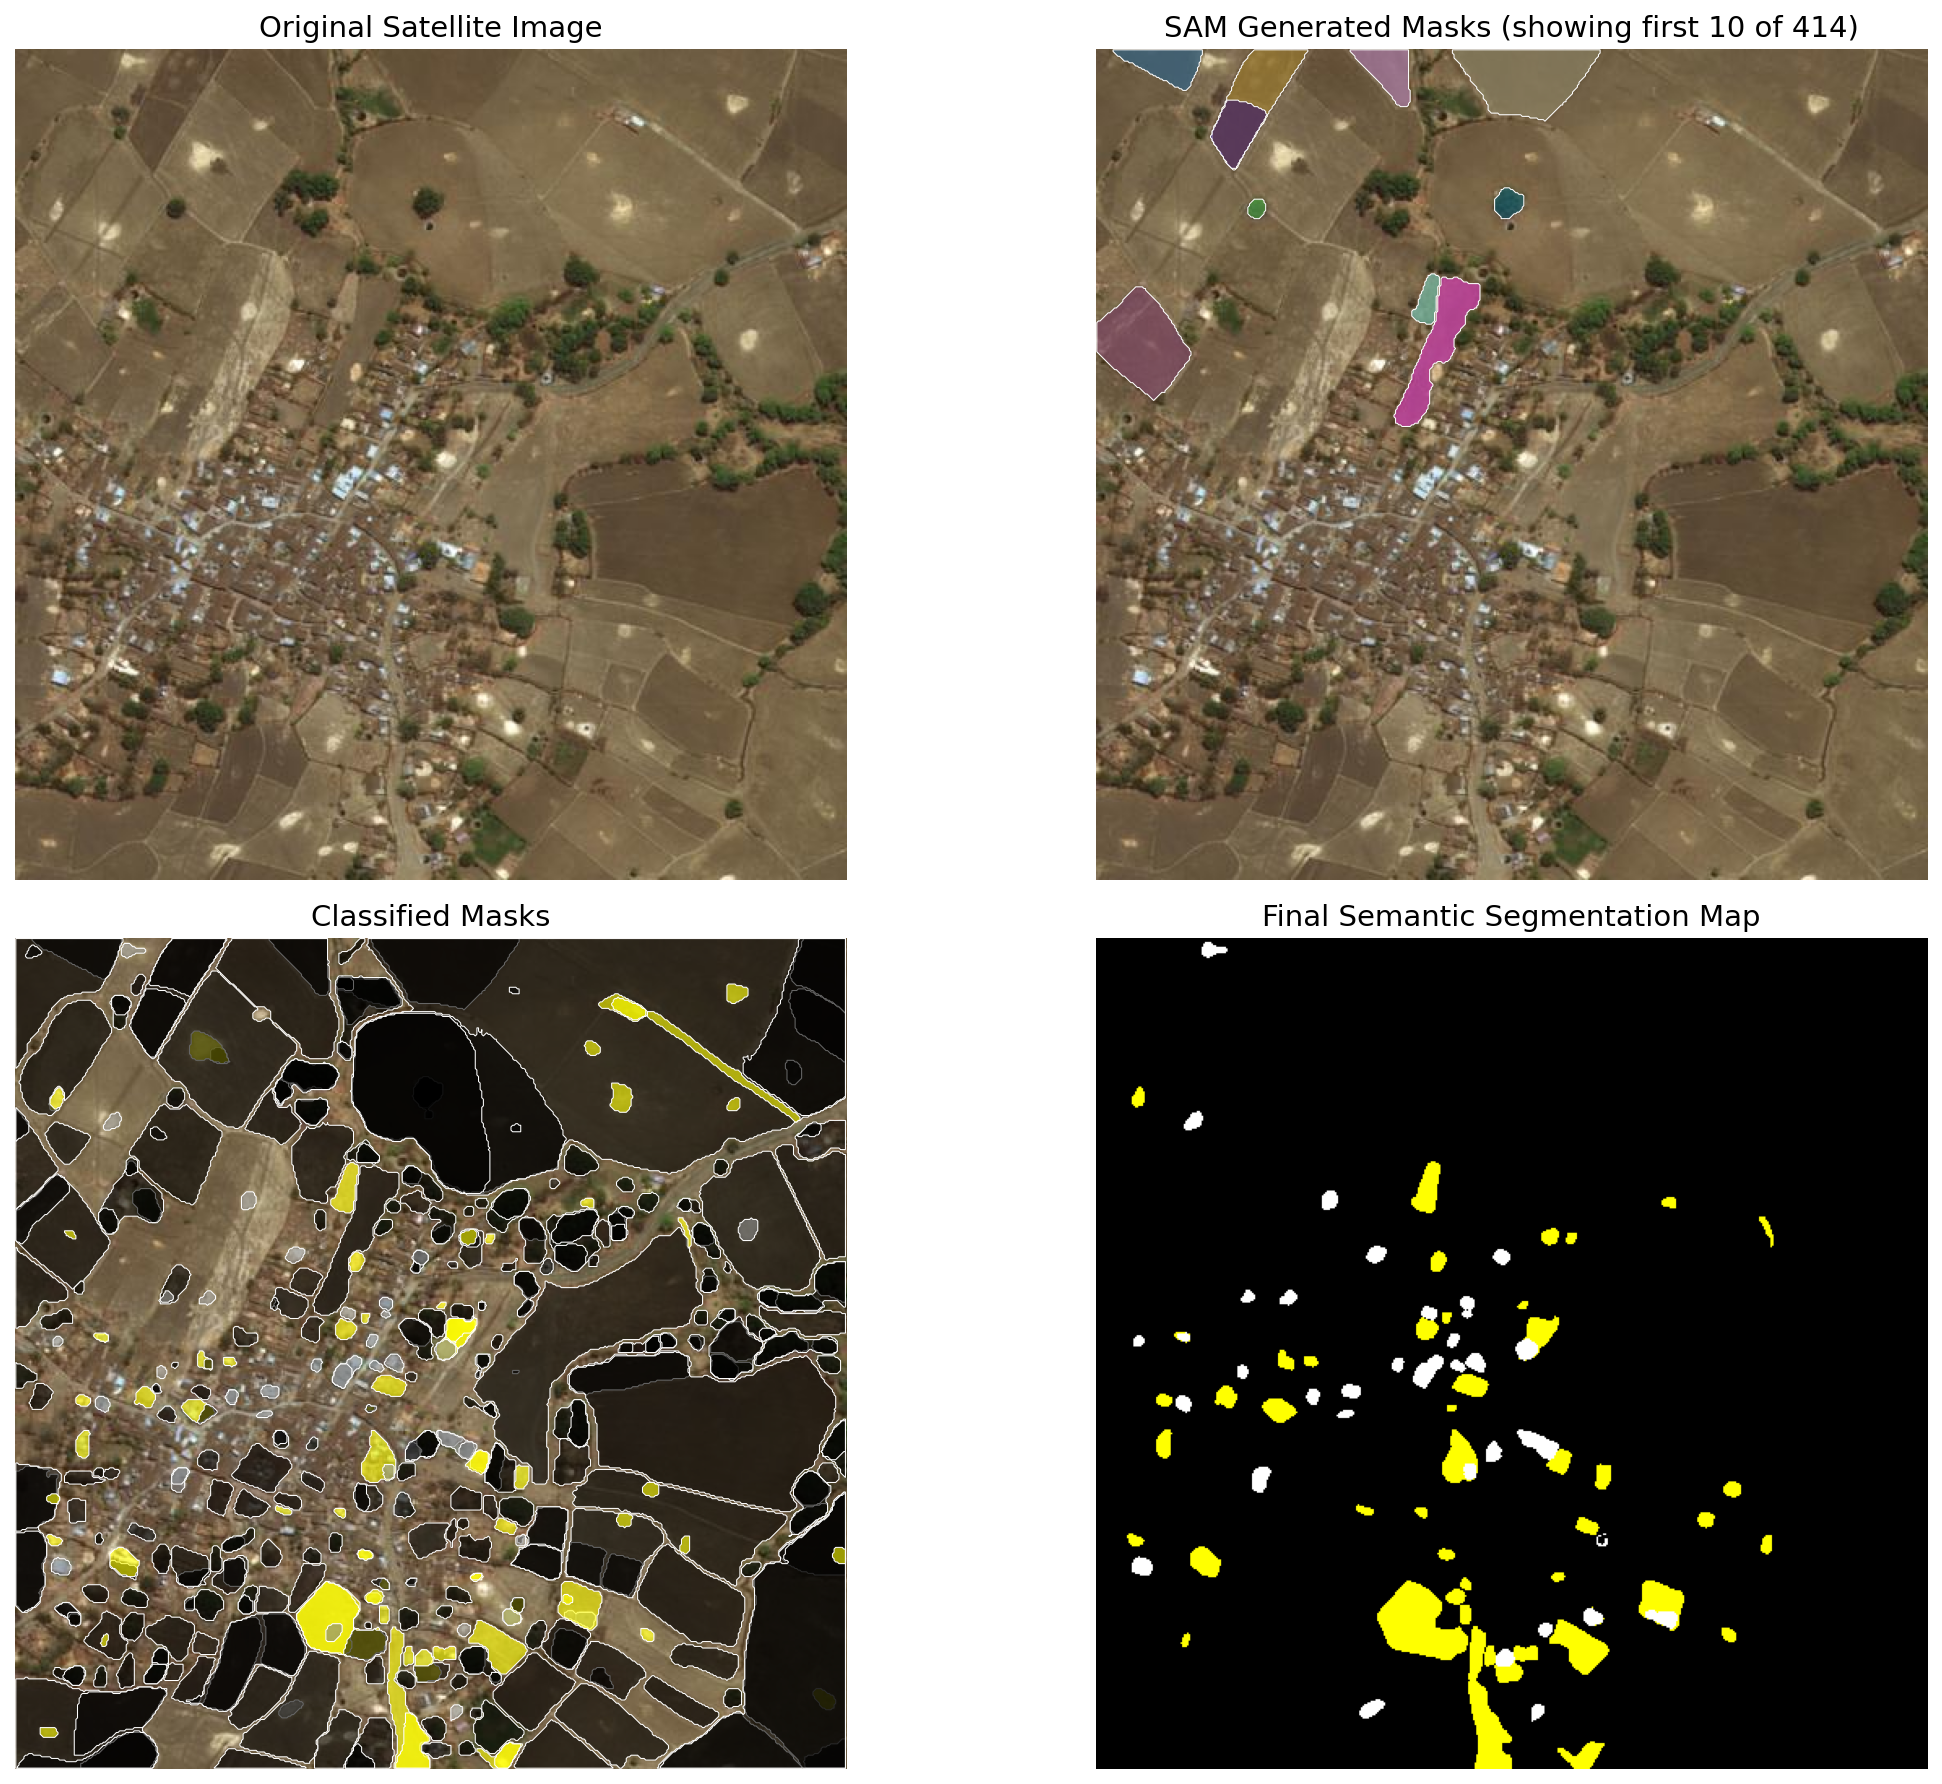 Original Satellite Image
SAM Generated Masks (showing first 10 of 414)
Classified Masks
Final Semantic Segmentation Map